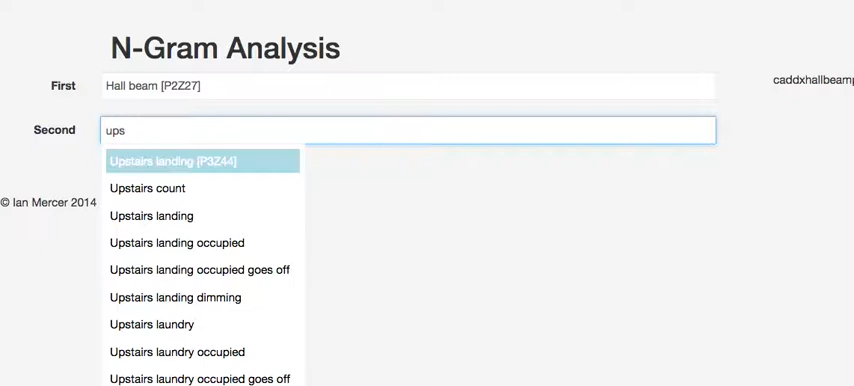 N-Gram Analysis
First
Hall beam [P2Z27]
caddxhallbeam
Second
ups
Upstairs landing [P3Z44]
Upstairs count
Upstairs landing
© Ian Mercer 2014
Upstairs landing occupied
Upstairs landing occupied goes off
Upstairs landing dimming
Upstairs laundry
Upstairs laundry occupied
Upstairs laundry occupied goes off